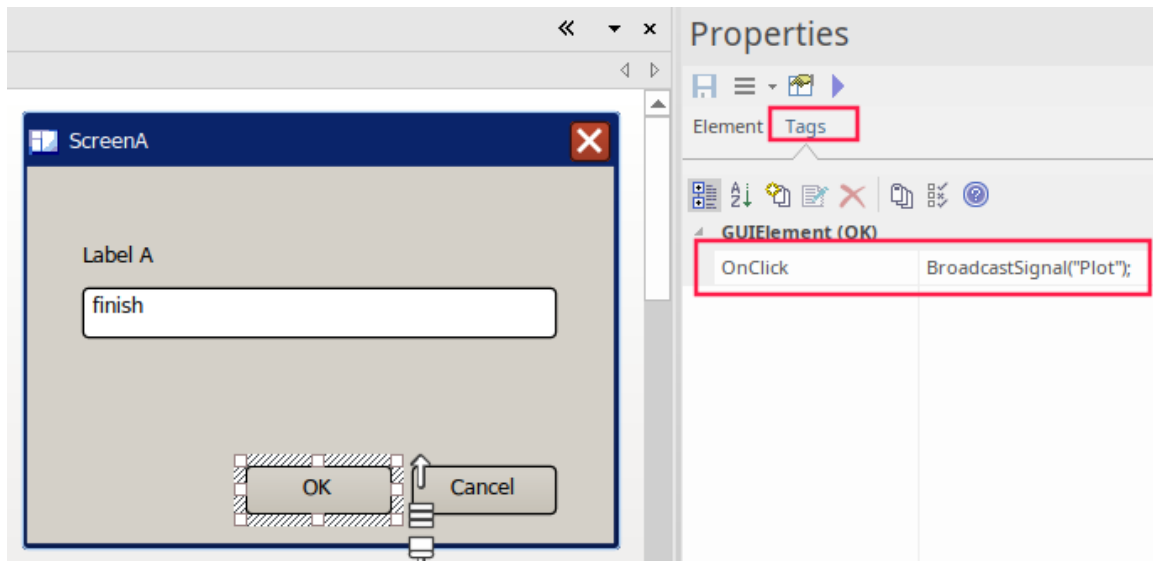 Properties
Element Tags
ScreenA
GUIElement (OK)
OnClick BroadcastSignal("Plot");
Label A
finish
OK Cancel